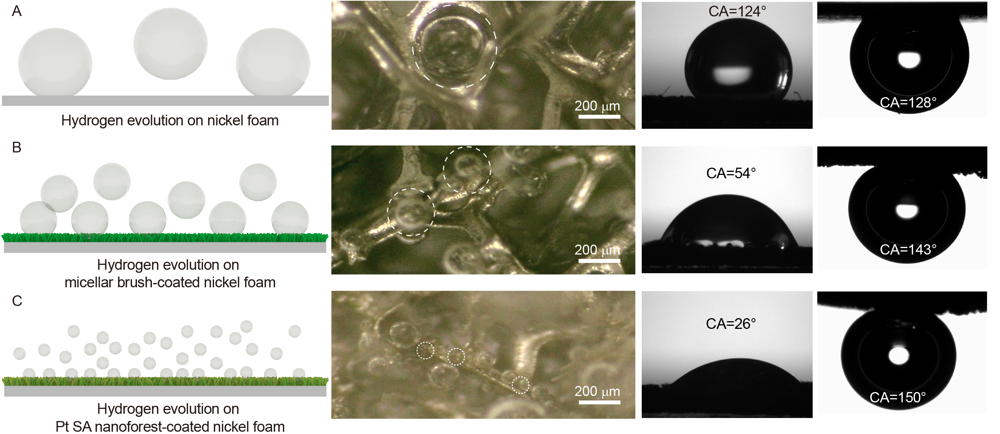 A
Hydrogen evolution on nickel foam
200 μm
CA=124°
CA=128°
B
Hydrogen evolution on
micellar brush-coated nickel foam
200 μm
CA=54°
CA=143°
C
Hydrogen evolution on
Pt SA nanoforest-coated nickel foam
200 μm
CA=26°
CA=150°